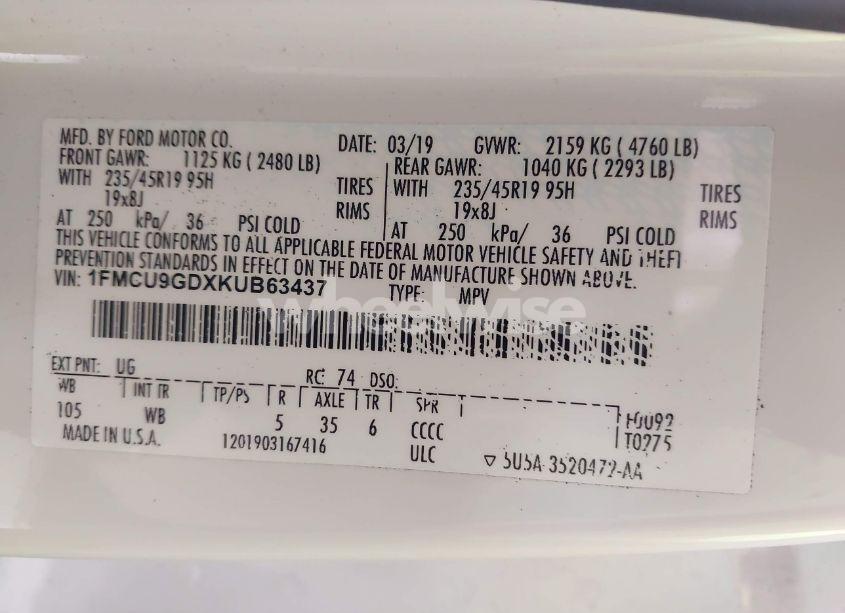 MFD. BY FORD MOTOR CO. DATE: 03/19 GVWR: 2159 KG ( 4760 LB)
FRONT GAWR: 1125 KG ( 2480 LB) REAR GAWR: 1040 KG ( 2293 LB)
WITH 235/45R19 95H TIRES WITH 235/45R19 95H TIRES
19x8J RIMS 19x8J RIMS
AT 250 kPa/ 36 PSI COLD AT 250 kPa/ 36 PSI COLD
THIS VEHICLE CONFORMS TO ALL APPLICABLE FEDERAL MOTOR VEHICLE SAFETY AND THEFT
PREVENTION STANDARDS IN EFFECT ON THE DATE OF MANUFACTURE SHOWN ABOVE.
VIN: 1FMCU9GDXKUB63437 TYPE: MPV
wheelwise
EXT PNT: UG RC: 74 DSO:
WB INT TR TP/PS R AXLE TR SPR
105 WB 5 35 6 CCCC T0275
MADE IN U.S.A. 1201903167416 ULC 5U5A-3520472-AA